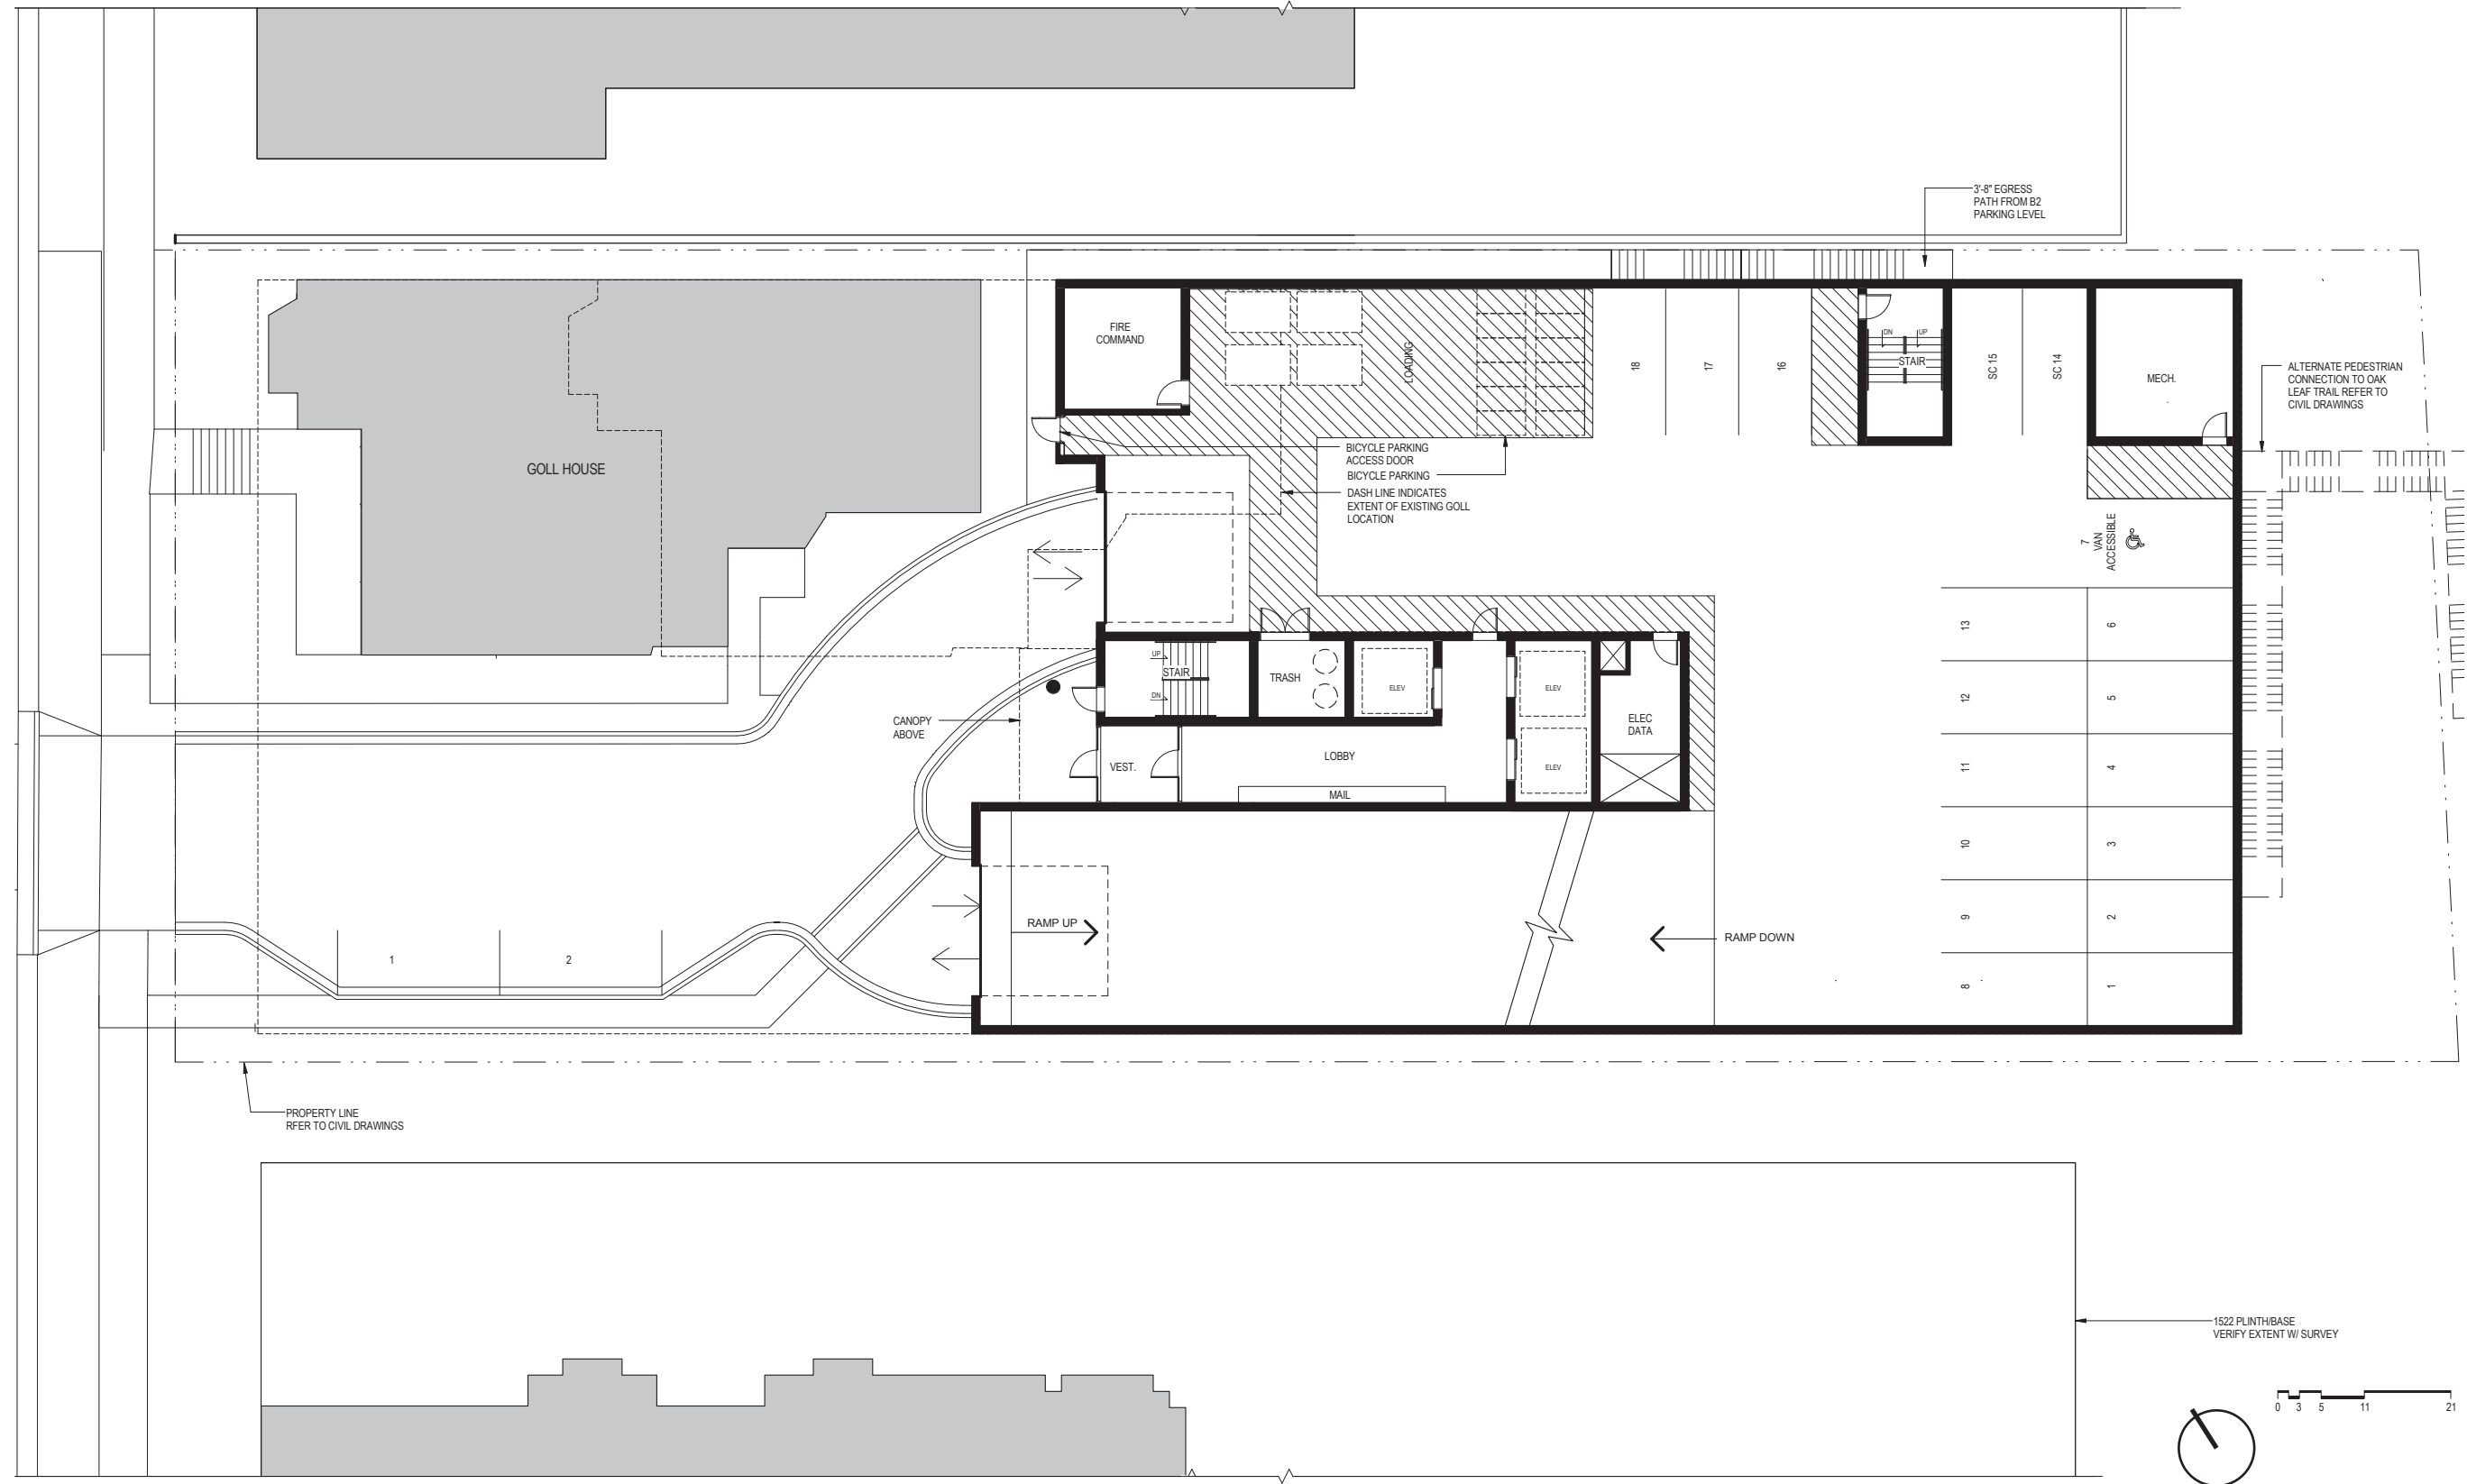 3'-8" EGRESS
PATH FROM B2
PARKING LEVEL
FIRE
COMMAND
LOADING
18
17
16
DN
UP
STAIR
SC 15
SC 14
MECH.
ALTERNATE PEDESTRIAN
CONNECTION TO OAK
LEAF TRAIL REFER TO
CIVIL DRAWINGS
GOLL HOUSE
BICYCLE PARKING
ACCESS DOOR
BICYCLE PARKING
DASH LINE INDICATES
EXTENT OF EXISTING GOLL
LOCATION
7
VAN
ACCESSIBLE
13
6
UP
STAIR
DN
TRASH
ELEV
ELEV
12
5
CANOPY
ABOVE
ELEC
DATA
VEST.
LOBBY
ELEV
11
4
MAIL
10
3
RAMP UP
RAMP DOWN
9
2
1
2
8
1
PROPERTY LINE
RFER TO CIVIL DRAWINGS
1522 PLINTH/BASE
VERIFY EXTENT W/ SURVEY
0 3 5 11 21